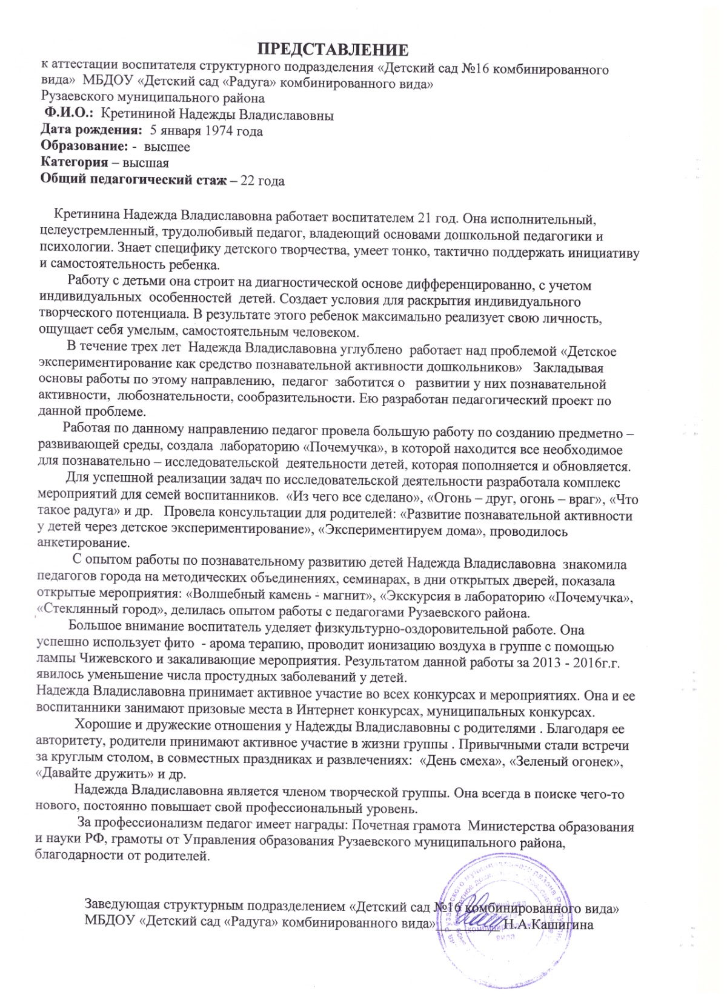 ПРЕДСТАВЛЕНИЕ
к аттестации воспитателя структурного подразделения «Детский сад №16 комбинированного
вида»  МБДОУ «Детский сад «Радуга» комбинированного вида»
Рузаевского муниципального района
Ф.И.О.:  Кретининой Надежды Владиславовны
Дата рождения:  5 января 1974 года
Образование: -  высшее
Категория – высшая
Общий педагогический стаж – 22 года
Кретинина Надежда Владиславовна работает воспитателем 21 год. Она исполнительный,
целеустремленный, трудолюбивый педагог, владеющий основами дошкольной педагогики и
психологии. Знает специфику детского творчества, умеет тонко, тактично поддержать инициативу
и самостоятельность ребенка.
Работу с детьми она строит на диагностической основе дифференцированно, с учетом
индивидуальных  особенностей  детей. Создает условия для раскрытия индивидуального
творческого потенциала. В результате этого ребенок максимально реализует свою личность,
ощущает себя умелым, самостоятельным человеком.
В течение трех лет  Надежда Владиславовна углублено  работает над проблемой «Детское
экспериментирование как средство познавательной активности дошкольников»   Закладывая
основы работы по этому направлению,  педагог  заботится о   развитии у них познавательной
активности,  любознательности, сообразительности. Ею разработан педагогический проект по
данной проблеме.
Работая по данному направлению педагог провела большую работу по созданию предметно –
развивающей среды, создала  лабораторию «Почемучка», в которой находится все необходимое
для познавательно – исследовательской  деятельности детей, которая пополняется и обновляется.
Для успешной реализации задач по исследовательской деятельности разработала комплекс
мероприятий для семей воспитанников.  «Из чего все сделано», «Огонь – друг, огонь – враг», «Что
такое радуга» и др.   Провела консультации для родителей: «Развитие познавательной активности
у детей через детское экспериментирование», «Экспериментируем дома», проводилось
анкетирование.
С опытом работы по познавательному развитию детей Надежда Владиславовна  знакомила
педагогов города на методических объединениях, семинарах, в дни открытых дверей, показала
открытые мероприятия: «Волшебный камень - магнит», «Экскурсия в лабораторию «Почемучка»,
«Стеклянный город», делилась опытом работы с педагогами Рузаевского района.
Большое внимание воспитатель уделяет физкультурно-оздоровительной работе. Она
успешно использует фито  - арома терапию, проводит ионизацию воздуха в группе с помощью
лампы Чижевского и закаливающие мероприятия. Результатом данной работы за 2013 - 2016г.г.
явилось уменьшение числа простудных заболеваний у детей.
Надежда Владиславовна принимает активное участие во всех конкурсах и мероприятиях. Она и ее
воспитанники занимают призовые места в Интернет конкурсах, муниципальных конкурсах.
Хорошие и дружеские отношения у Надежды Владиславовны с родителями . Благодаря ее
авторитету, родители принимают активное участие в жизни группы . Привычными стали встречи
за круглым столом, в совместных праздниках и развлечениях:  «День смеха», «Зеленый огонек»,
«Давайте дружить» и др.
Надежда Владиславовна является членом творческой группы. Она всегда в поиске чего-то
нового, постоянно повышает свой профессиональный уровень.
За профессионализм педагог имеет награды: Почетная грамота  Министерства образования
и науки РФ, грамоты от Управления образования Рузаевского муниципального района,
благодарности от родителей.
Заведующая структурным подразделением «Детский сад №16 комбинированного вида»
МБДОУ «Детский сад «Радуга» комбинированного вида»_________ Н.А.Кашигина